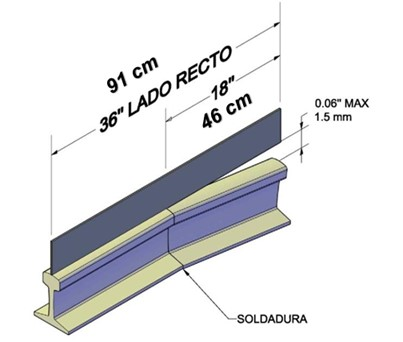 91 cm
36" LADO RECTO
18"
46 cm
0.06" MAX
1.5 mm
SOLDADURA